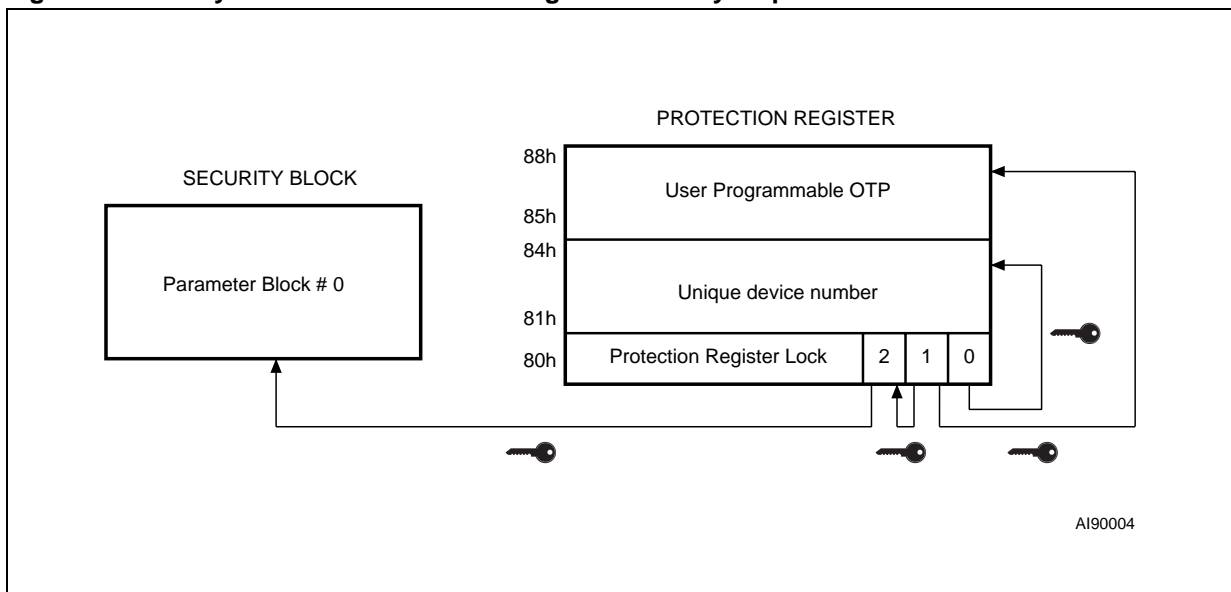 PROTECTION REGISTER
SECURITY BLOCK
Parameter Block # 0
88h
User Programmable OTP
85h
84h
Unique device number
81h
80h
Protection Register Lock 2 1 0
AI90004